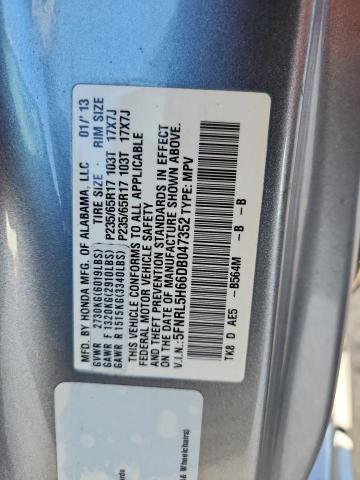 MFD. BY HONDA MFG. OF ALABAMA, LLC 01/'13
GVWR 2730KG(6019LBS) TIRE SIZE RIM SIZE
GAWR F 1320KG(2910LBS) P235/65R17 103T 17X7J
GAWR R 1515KG(3340LBS) P235/65R17 103T 17X7J
THIS VEHICLE CONFORMS TO ALL APPLICABLE
FEDERAL MOTOR VEHICLE SAFETY
AND THEFT PREVENTION STANDARDS IN EFFECT
ON THE DATE OF MANUFACTURE SHOWN ABOVE.
V.I.N.:5FNRL5H66DB047352 TYPE: MPV
TK8 D AE5 -B564M -B -B
& Wheelchairs)